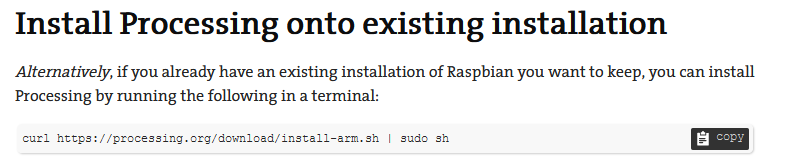 Install Processing onto existing installation
Alternatively, if you already have an existing installation of Raspbian you want to keep, you can install
Processing by running the following in a terminal:
curl https://processing.org/download/install-arm.sh | sudo sh
copy